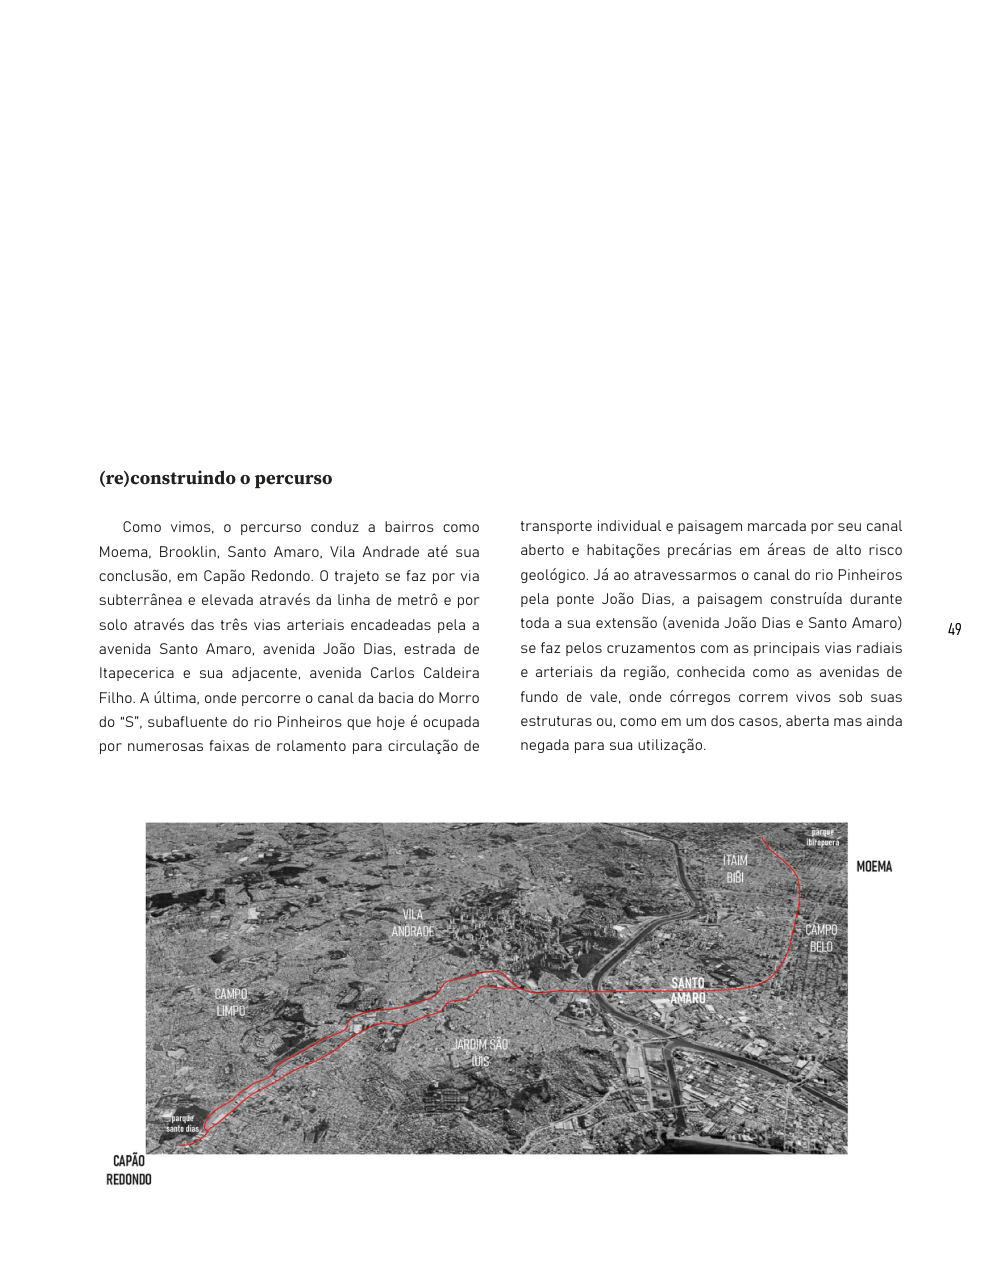 (re)construindo o percurso
Como vimos, o percurso conduz a bairros como
Moema, Brooklin, Santo Amaro, Vila Andrade até sua
conclusão, em Capão Redondo. O trajeto se faz por via
subterrânea e elevada através da linha de metrô e por
solo através das três vias arteriais encadeadas pela a
avenida Santo Amaro, avenida João Dias, estrada de
Itapecerica e sua adjacente, avenida Carlos Caldeira
Filho. A última, onde percorre o canal da bacia do Morro
do “S”, subafluente do rio Pinheiros que hoje é ocupada
por numerosas faixas de rolamento para circulação de
transporte individual e paisagem marcada por seu canal
aberto e habitações precárias em áreas de alto risco
geológico. Já ao atravessarmos o canal do rio Pinheiros
pela ponte João Dias, a paisagem construída durante
toda a sua extensão (avenida João Dias e Santo Amaro)
se faz pelos cruzamentos com as principais vias radiais
e arteriais da região, conhecida como as avenidas de
fundo de vale, onde córregos correm vivos sob suas
estruturas ou, como em um dos casos, aberta mas ainda
negada para sua utilização.
49
parque
ibirapuera
MOEMA
ITAIM
BIBI
VILA
ANDRADE
CAMPO
BELO
SANTO
AMARO
CAMPO
LIMPO
JARDIM SÃO
LUIS
parque
santo dias
CAPÃO
REDONDO